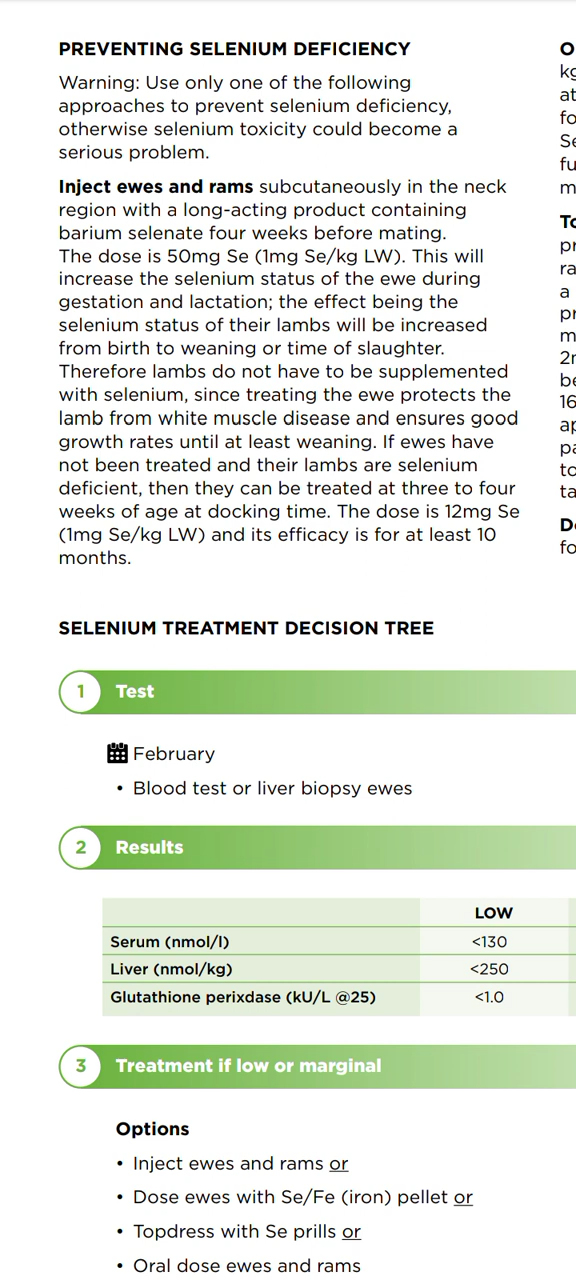 PREVENTING SELENIUM DEFICIENCY
Warning: Use only one of the following
approaches to prevent selenium deficiency,
otherwise selenium toxicity could become a
serious problem.
Inject ewes and rams subcutaneously in the neck
region with a long-acting product containing
barium selenate four weeks before mating.
The dose is 50mg Se (1mg Se/kg LW). This will
increase the selenium status of the ewe during
gestation and lactation; the effect being the
selenium status of their lambs will be increased
from birth to weaning or time of slaughter.
Therefore lambs do not have to be supplemented
with selenium, since treating the ewe protects the
lamb from white muscle disease and ensures good
growth rates until at least weaning. If ewes have
not been treated and their lambs are selenium
deficient, then they can be treated at three to four
weeks of age at docking time. The dose is 12mg Se
(1mg Se/kg LW) and its efficacy is for at least 10
months.
SELENIUM TREATMENT DECISION TREE
1 Test
February
• Blood test or liver biopsy ewes
2 Results
LOW
Serum (nmol/l) <130
Liver (nmol/kg) <250
Glutathione perixdase (kU/L @25) <1.0
3 Treatment if low or marginal
Options
• Inject ewes and rams or
• Dose ewes with Se/Fe (iron) pellet or
• Topdress with Se prills or
• Oral dose ewes and rams